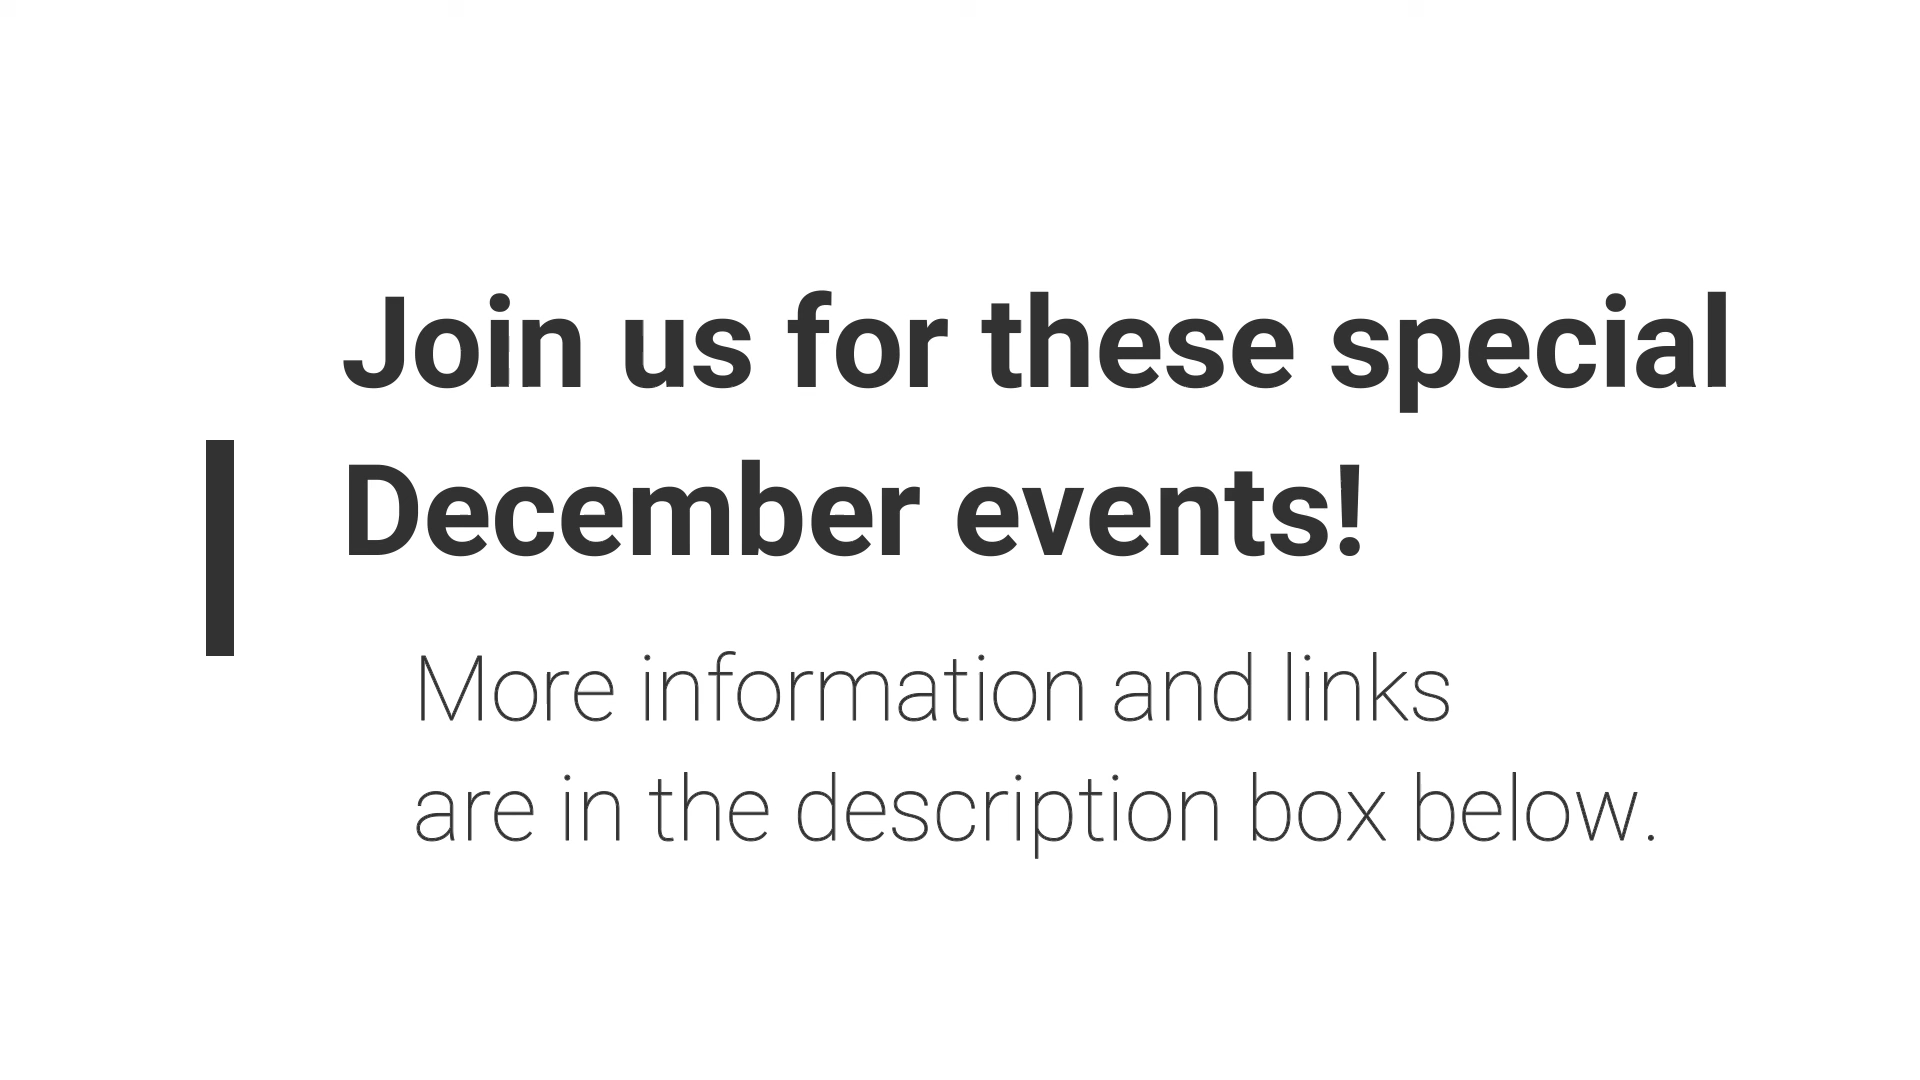 Join us for these special
December events!
More information and links
are in the description box below.